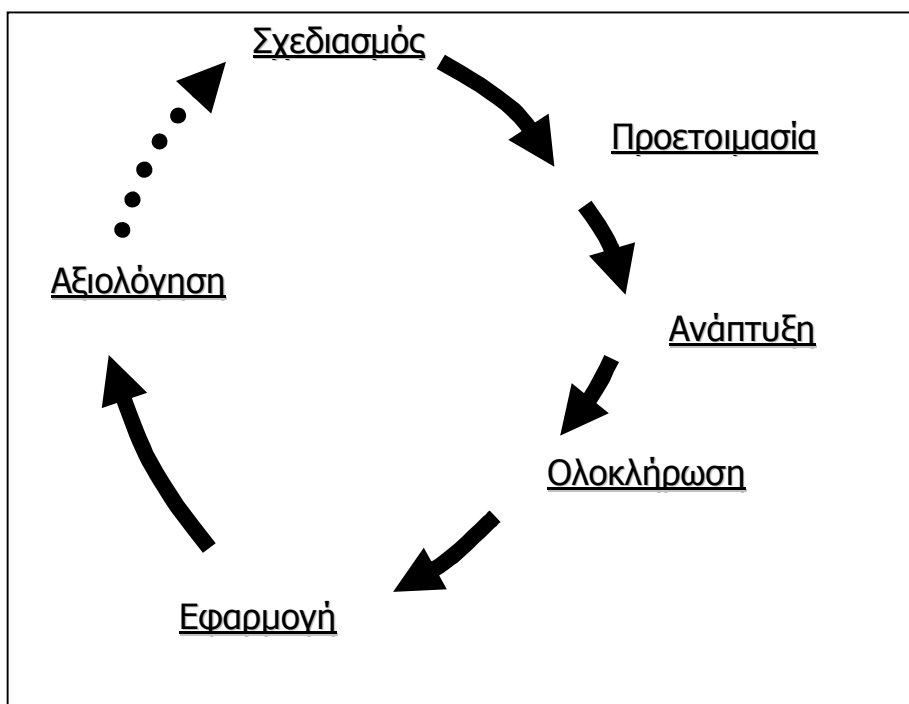 Σχεδιασμός
Προετοιμασία
Ανάπτυξη
Ολοκλήρωση
Εφαρμογή
Αξιολόγηση